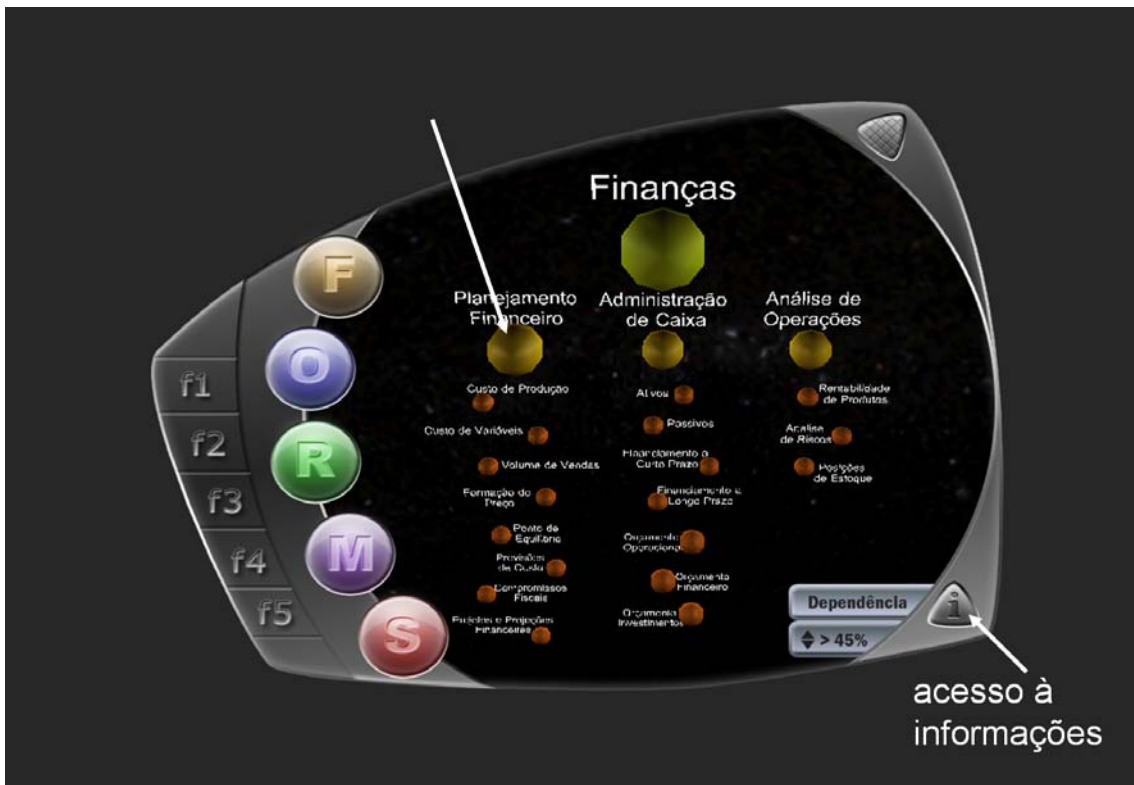 Finanças
Planejamento
Financeiro
Administração
de Caixa
Análise de
Operações
Custo de Produção
Custo de Varióveis
Volume de Vendas
Formação do
Preço
Ponto de
Equilíbrio
Provisões
de Custo
Compromissos
Fiscais
Projetos e Projeções
Financeiras
Ativos
Passivos
Financiamento a
Curto Prazo
Financiamento a
Longo Prazo
Orçamento
Operacional
Orçamento
Financeiro
Orçamento
Investimentos
Rentabilidade
de Produtos
Análise
de Riscos
Posições
de Estoque
F
O
R
M
S
f1
f2
f3
f4
f5
Dependência
> 45%
i
acesso à
informações